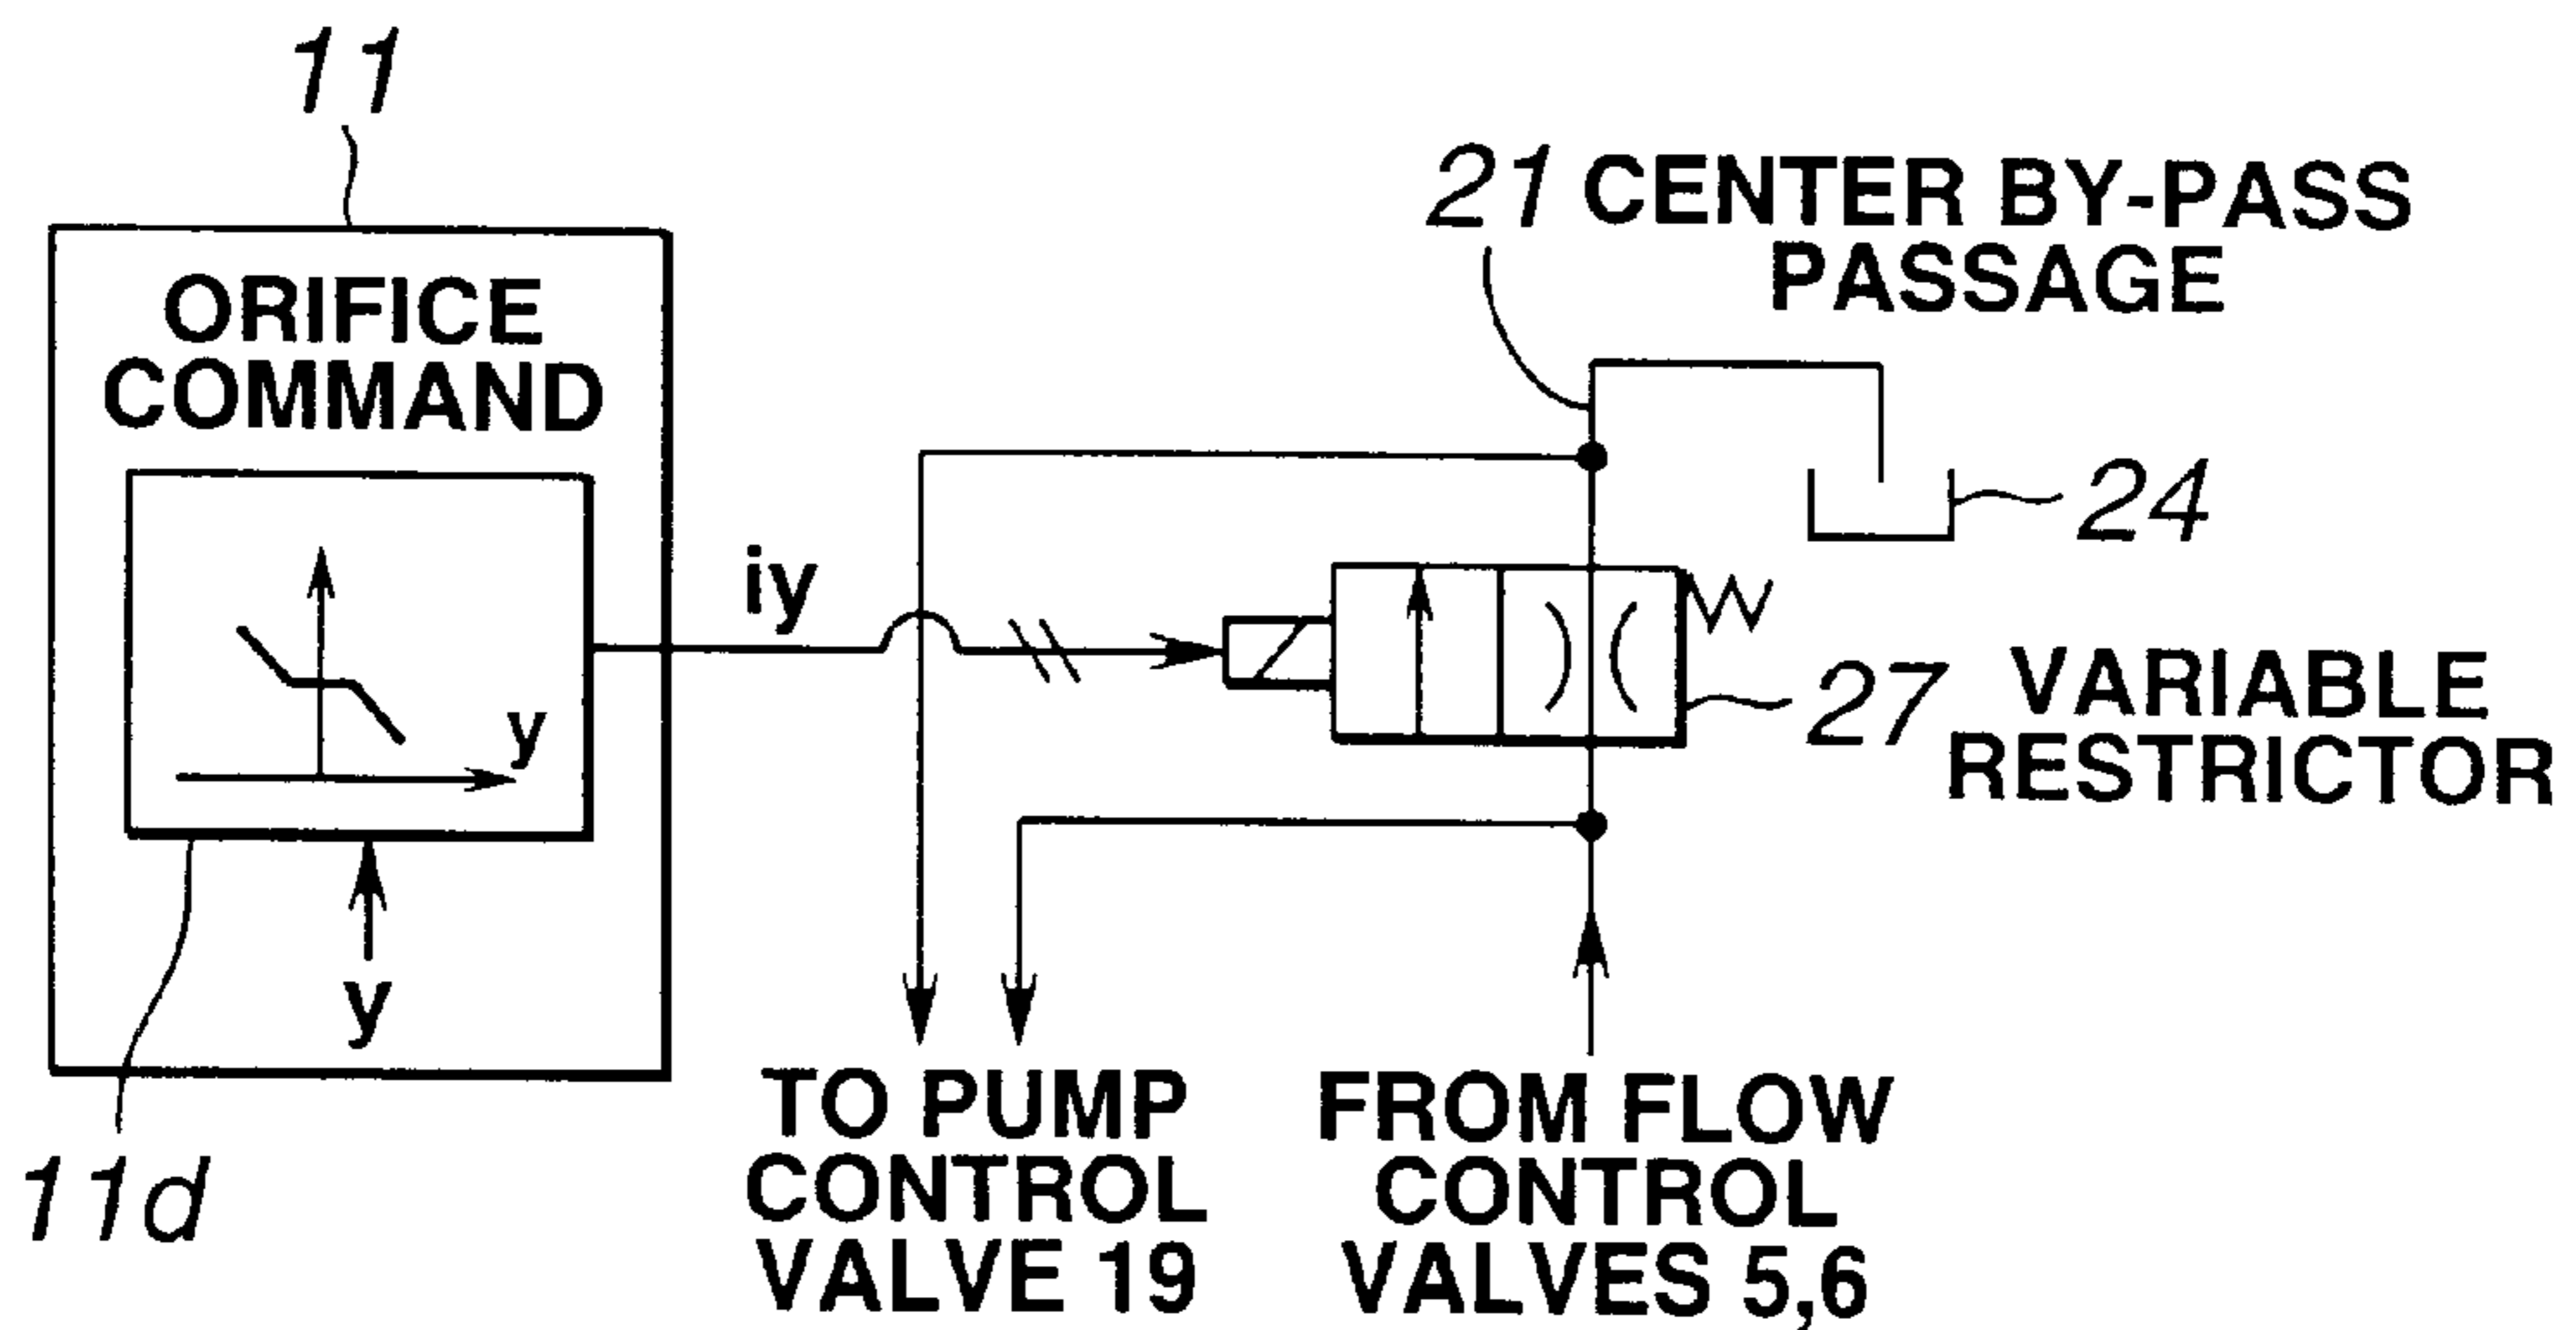 11
ORIFICE
COMMAND
y
y
11d
iy
21 CENTER BY-PASS
PASSAGE
24
27 VARIABLE
RESTRICTOR
TO PUMP
CONTROL
VALVE 19
FROM FLOW
CONTROL
VALVES 5,6